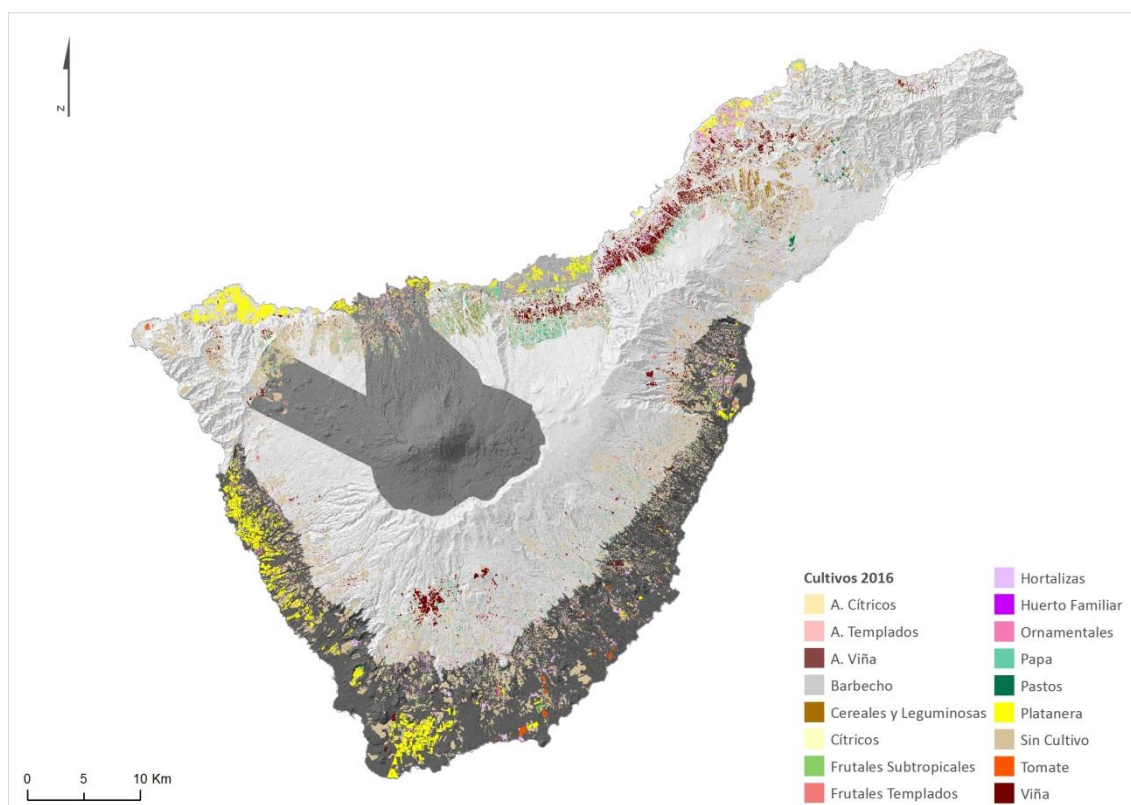 N
Cultivos 2016
A. Cítricos
A. Templados
A. Viña
Barbecho
Cereales y Leguminosas
Cítricos
Frutales Subtropicales
Frutales Templados
Hortalizas
Huerto Familiar
Ornamentales
Papa
Pastos
Platanera
Sin Cultivo
Tomate
Viña
0 5 10 Km